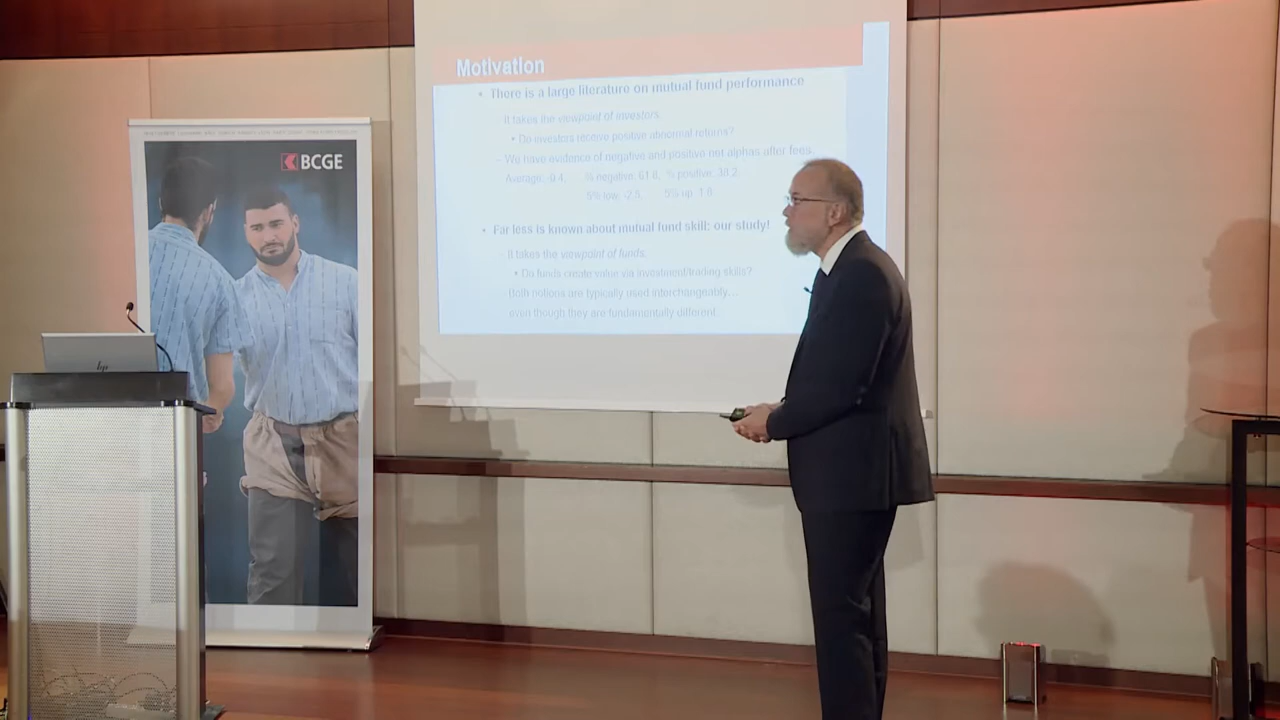 BCGE
hp
Motivation
• There is a large literature on mutual fund performance
It takes the viewpoint of investors.
• Do investors receive positive abnormal returns?
– We have evidence of negative and positive net alphas after fees.
Average: -0.4, % negative: 61.8, % positive: 38.2
5% low: -2.5, 5% up: 1.6
• Far less is known about mutual fund skill: our study!
It takes the viewpoint of funds.
• Do funds create value via investment/trading skills?
Both notions are typically used interchangeably…
even though they are fundamentally different.